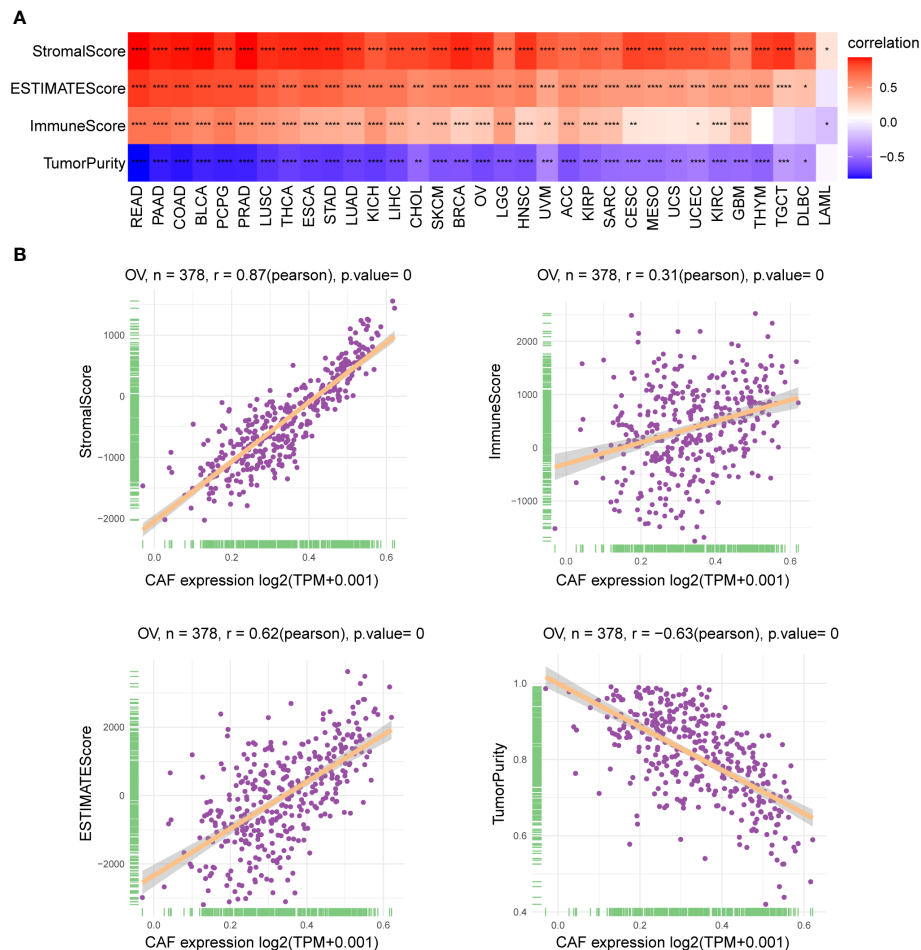 A
StromalScore **** **** **** **** **** **** **** **** **** **** **** **** **** **** **** **** **** **** **** **** **** **** **** **** **** **** **** **** **** **** **** **** *
ESTIMATEScore **** **** **** **** **** **** **** **** **** **** **** **** **** *** **** **** **** **** **** **** **** **** **** **** **** **** **** **** **** **** **** *
ImmuneScore **** **** **** **** **** **** **** **** **** **** **** **** **** * **** **** **** **** **** ** *** **** **** ** * **** **** *
TumorPurity **** **** **** **** **** **** **** **** **** **** **** **** **** ** **** **** **** **** **** *** **** **** **** **** **** *** **** **** **** **** *** *
READ PAAD COAD BLCA PCPG PRAD LUSC THCA ESCA STAD LUAD KICH LIHC CHOL SKCM BRCA OV LGG HNSC UVM ACC KIRP SARC CESC MESO UCS UCEC KIRC GBM THYM TGCT DLBC LAML
correlation
0.5
0.0
−0.5
B
OV, n = 378, r = 0.87(pearson), p.value= 0
StromalScore
1000
0
−1000
−2000
0.0 0.2 0.4 0.6
CAF expression log2(TPM+0.001)
OV, n = 378, r = 0.31(pearson), p.value= 0
ImmuneScore
2000
1000
0
−1000
0.0 0.2 0.4 0.6
CAF expression log2(TPM+0.001)
OV, n = 378, r = 0.62(pearson), p.value= 0
ESTIMATEScore
2000
0
−2000
0.0 0.2 0.4 0.6
CAF expression log2(TPM+0.001)
OV, n = 378, r = −0.63(pearson), p.value= 0
TumorPurity
1.0
0.8
0.6
0.4
0.0 0.2 0.4 0.6
CAF expression log2(TPM+0.001)